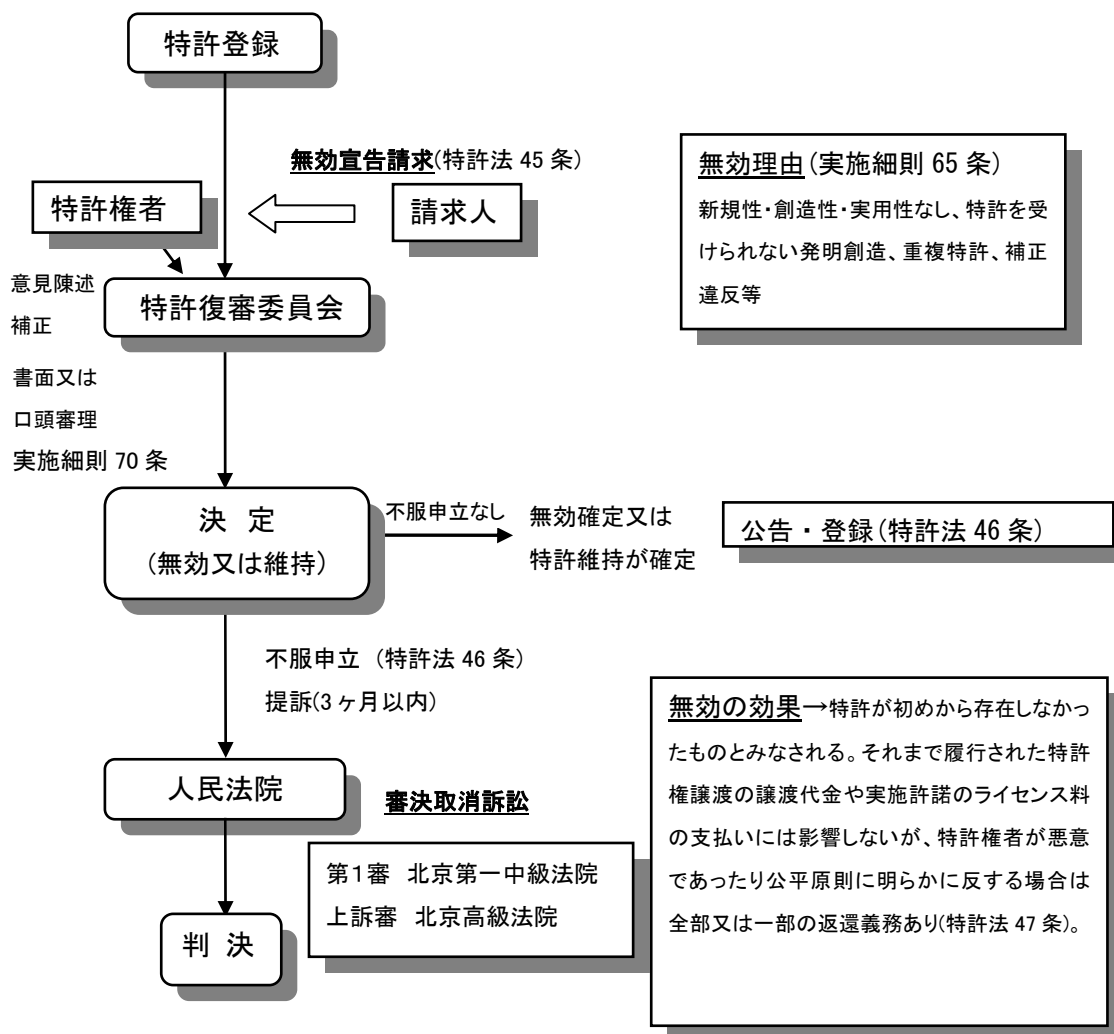 特許登録
無効宣告請求(特許法 45 条)
特許権者
請求人
無効理由(実施細則 65 条)
新規性・創造性・実用性なし、特許を受
けられない発明創造、重複特許、補正
違反等
意見陳述
補正
特許復審委員会
書面又は
口頭審理
実施細則 70 条
決 定
(無効又は維持)
不服申立なし
無効確定又は
特許維持が確定
公告・登録(特許法 46 条)
不服申立 (特許法 46 条)
提訴(3 ヶ月以内)
人民法院
審決取消訴訟
第1審 北京第一中級法院
上訴審 北京高級法院
判 決
無効の効果→特許が初めから存在しなかっ
たものとみなされる。それまで履行された特許
権譲渡の譲渡代金や実施許諾のライセンス料
の支払いには影響しないが、特許権者が悪意
であったり公平原則に明らかに反する場合は
全部又は一部の返還義務あり(特許法 47 条)。